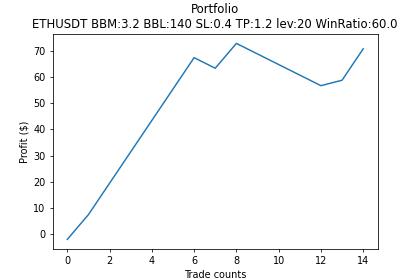 Portfolio
ETHUSDT BBM:3.2 BBL:140 SL:0.4 TP:1.2 lev:20 WinRatio:60.0
70
60
50
40
30
20
10
0
Profit ($)
0 2 4 6 8 10 12 14
Trade counts